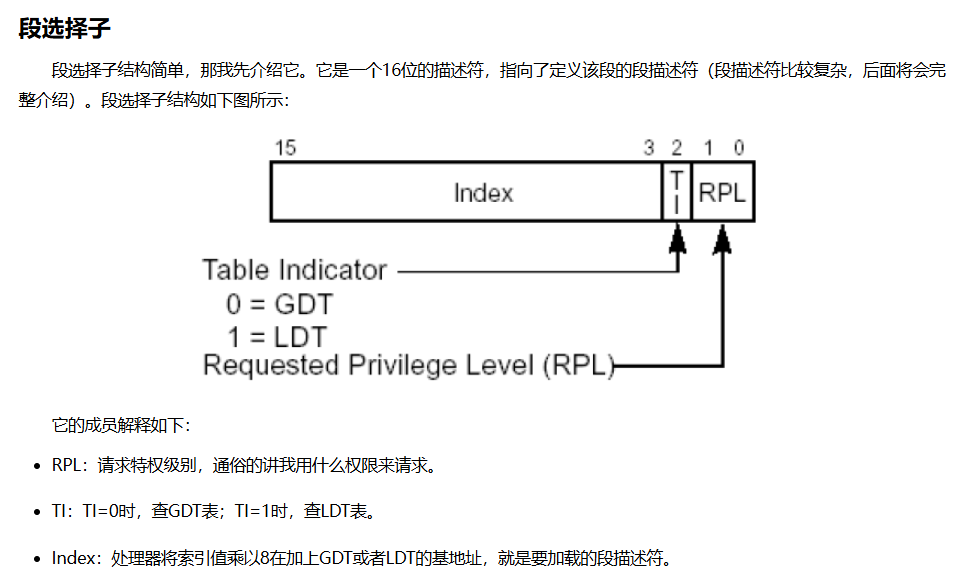 段选择子
段选择子结构简单，那我先介绍它。它是一个16位的描述符，指向了定义该段的段描述符（段描述符比较复杂，后面将会完
整介绍）。段选择子结构如下图所示：
15 3 2 1 0
Index TI RPL
Table Indicator
0 = GDT
1 = LDT
Requested Privilege Level (RPL)
它的成员解释如下：
• RPL：请求特权级别，通俗的讲我用什么权限来请求。
• TI：TI=0时，查GDT表；TI=1时，查LDT表。
• Index：处理器将索引值乘以8在加上GDT或者LDT的基地址，就是要加载的段描述符。